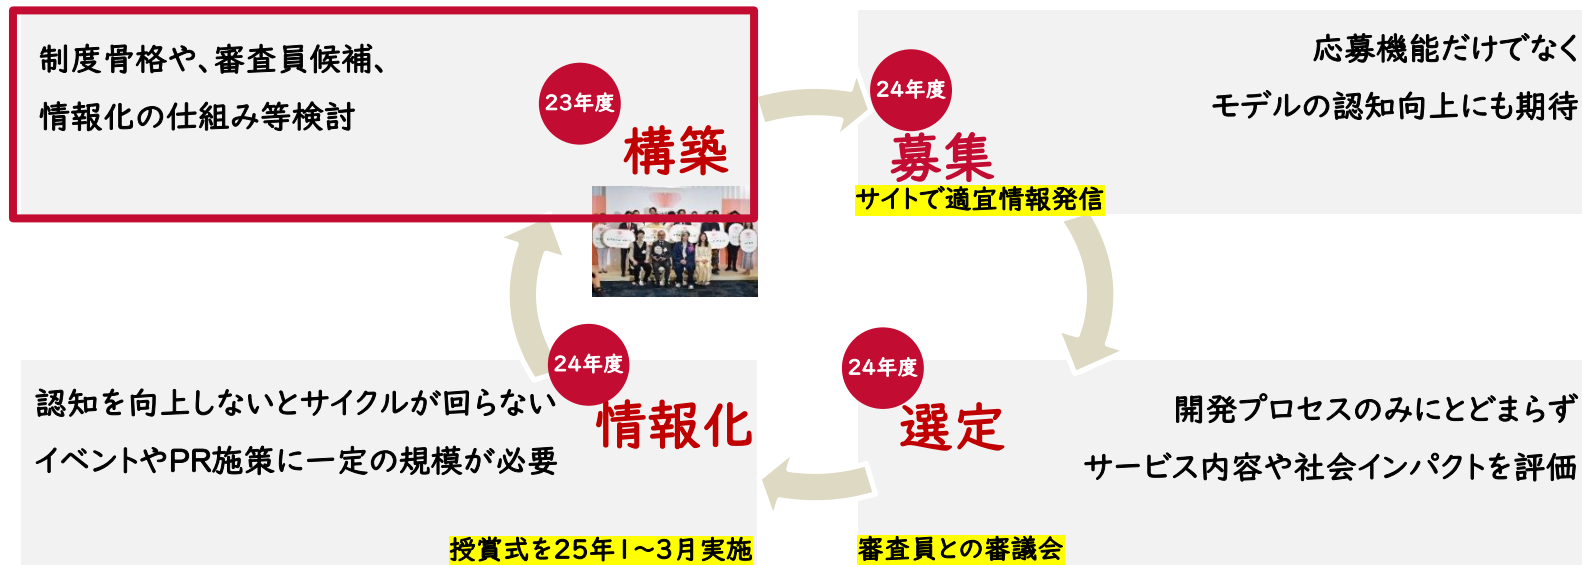 制度骨格や、審査員候補、
情報化の仕組み等検討
23年度
構築
24年度
募集
応募機能だけでなく
モデルの認知向上にも期待
サイトで適宜情報発信
24年度
選定
開発プロセスのみにとどまらず
サービス内容や社会インパクトを評価
審査員との審議会
24年度
情報化
認知を向上しないとサイクルが回らない
イベントやPR施策に一定の規模が必要
授賞式を25年1~3月実施